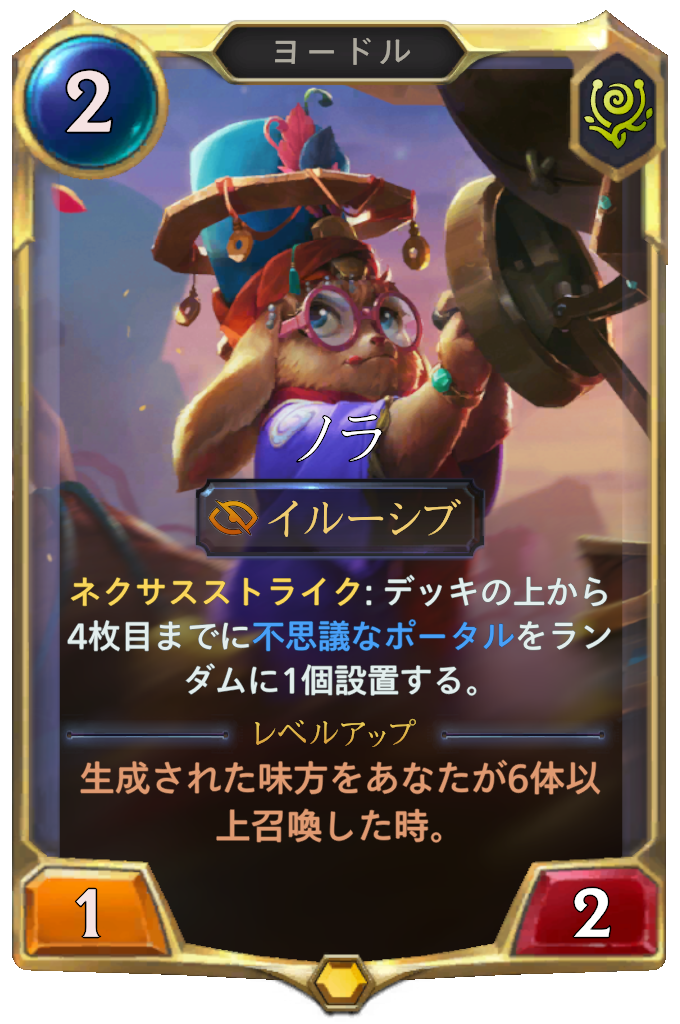 ヨードル
2
ノラ
イルーシブ
ネクサスストライク: デッキの上から
4枚目までに不思議なポータルをラン
ダムに1個設置する。
レベルアップ
生成された味方をあなたが6体以
上召喚した時。
1
2